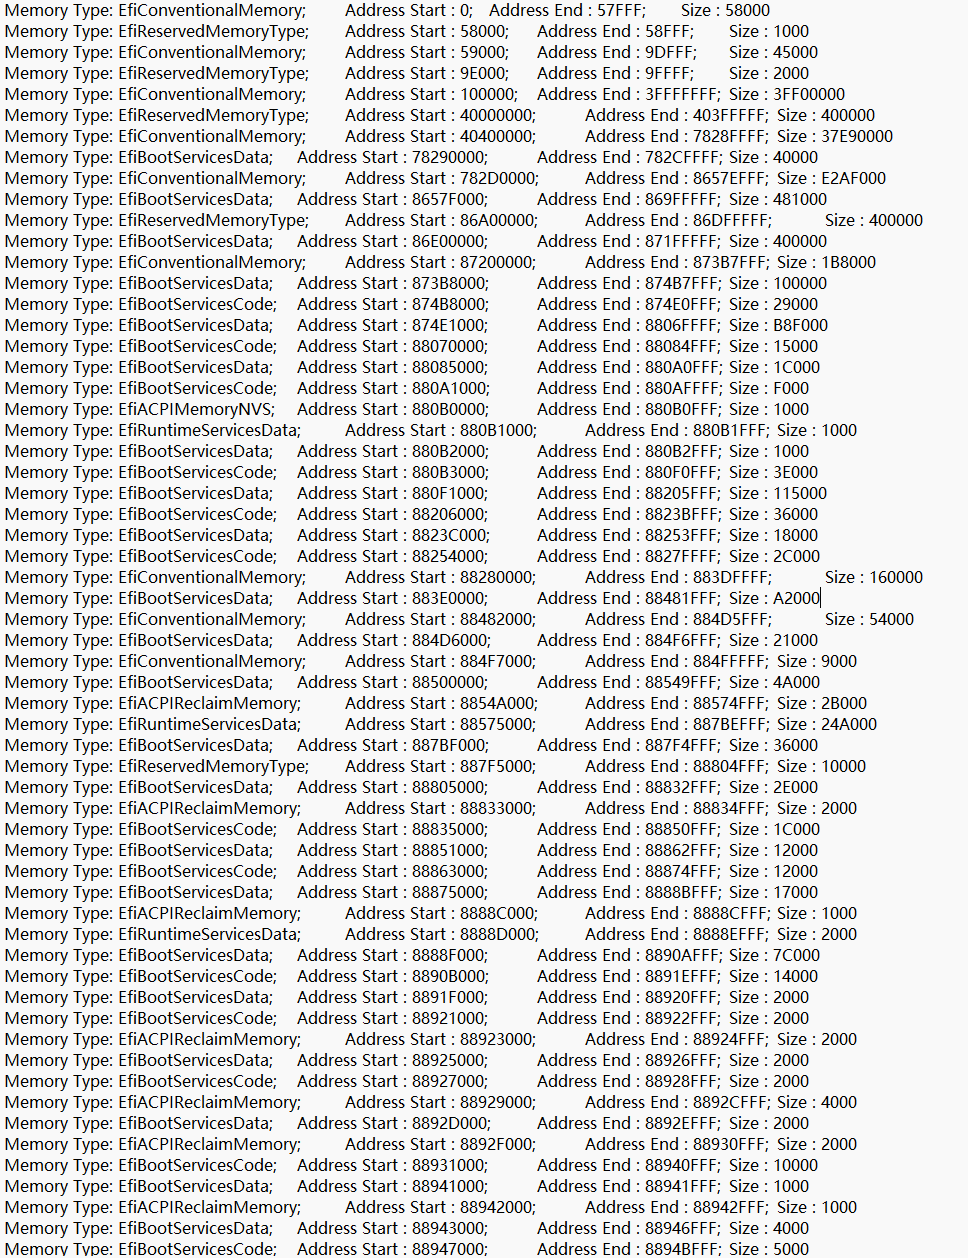 Memory Type: EfiConventionalMemory; Address Start : 0; Address End : 57FFF; Size : 58000
Memory Type: EfiReservedMemoryType; Address Start : 58000; Address End : 58FFF; Size : 1000
Memory Type: EfiConventionalMemory; Address Start : 59000; Address End : 9DFFF; Size : 45000
Memory Type: EfiReservedMemoryType; Address Start : 9E000; Address End : 9FFFF; Size : 2000
Memory Type: EfiConventionalMemory; Address Start : 100000; Address End : 3FFFFFFF; Size : 3FF00000
Memory Type: EfiReservedMemoryType; Address Start : 40000000; Address End : 403FFFFF; Size : 400000
Memory Type: EfiConventionalMemory; Address Start : 40400000; Address End : 7828FFFF; Size : 37E90000
Memory Type: EfiBootServicesData; Address Start : 78290000; Address End : 782CFFFF; Size : 40000
Memory Type: EfiConventionalMemory; Address Start : 782D0000; Address End : 8657EFFF; Size : E2AF000
Memory Type: EfiBootServicesData; Address Start : 8657F000; Address End : 869FFFFF; Size : 481000
Memory Type: EfiReservedMemoryType; Address Start : 86A00000; Address End : 86DFFFFF; Size : 400000
Memory Type: EfiBootServicesData; Address Start : 86E00000; Address End : 871FFFFF; Size : 400000
Memory Type: EfiConventionalMemory; Address Start : 87200000; Address End : 873B7FFF; Size : 1B8000
Memory Type: EfiBootServicesData; Address Start : 873B8000; Address End : 874B7FFF; Size : 100000
Memory Type: EfiBootServicesCode; Address Start : 874B8000; Address End : 874E0FFF; Size : 29000
Memory Type: EfiBootServicesData; Address Start : 874E1000; Address End : 8806FFFF; Size : B8F000
Memory Type: EfiBootServicesCode; Address Start : 88070000; Address End : 88084FFF; Size : 15000
Memory Type: EfiBootServicesData; Address Start : 88085000; Address End : 880A0FFF; Size : 1C000
Memory Type: EfiBootServicesCode; Address Start : 880A1000; Address End : 880AFFFF; Size : F000
Memory Type: EfiACPIMemoryNVS; Address Start : 880B0000; Address End : 880B0FFF; Size : 1000
Memory Type: EfiRuntimeServicesData; Address Start : 880B1000; Address End : 880B1FFF; Size : 1000
Memory Type: EfiBootServicesData; Address Start : 880B2000; Address End : 880B2FFF; Size : 1000
Memory Type: EfiBootServicesCode; Address Start : 880B3000; Address End : 880F0FFF; Size : 3E000
Memory Type: EfiBootServicesData; Address Start : 880F1000; Address End : 88205FFF; Size : 115000
Memory Type: EfiBootServicesCode; Address Start : 88206000; Address End : 8823BFFF; Size : 36000
Memory Type: EfiBootServicesData; Address Start : 8823C000; Address End : 88253FFF; Size : 18000
Memory Type: EfiBootServicesCode; Address Start : 88254000; Address End : 8827FFFF; Size : 2C000
Memory Type: EfiConventionalMemory; Address Start : 88280000; Address End : 883DFFFF; Size : 160000
Memory Type: EfiBootServicesData; Address Start : 883E0000; Address End : 88481FFF; Size : A2000
Memory Type: EfiConventionalMemory; Address Start : 88482000; Address End : 884D5FFF; Size : 54000
Memory Type: EfiBootServicesData; Address Start : 884D6000; Address End : 884F6FFF; Size : 21000
Memory Type: EfiConventionalMemory; Address Start : 884F7000; Address End : 884FFFFF; Size : 9000
Memory Type: EfiBootServicesData; Address Start : 88500000; Address End : 88549FFF; Size : 4A000
Memory Type: EfiACPIReclaimMemory; Address Start : 8854A000; Address End : 88574FFF; Size : 2B000
Memory Type: EfiRuntimeServicesData; Address Start : 88575000; Address End : 887BEFFF; Size : 24A000
Memory Type: EfiBootServicesData; Address Start : 887BF000; Address End : 887F4FFF; Size : 36000
Memory Type: EfiReservedMemoryType; Address Start : 887F5000; Address End : 88804FFF; Size : 10000
Memory Type: EfiBootServicesData; Address Start : 88805000; Address End : 88832FFF; Size : 2E000
Memory Type: EfiACPIReclaimMemory; Address Start : 88833000; Address End : 88834FFF; Size : 2000
Memory Type: EfiBootServicesCode; Address Start : 88835000; Address End : 88850FFF; Size : 1C000
Memory Type: EfiBootServicesData; Address Start : 88851000; Address End : 88862FFF; Size : 12000
Memory Type: EfiBootServicesCode; Address Start : 88863000; Address End : 88874FFF; Size : 12000
Memory Type: EfiBootServicesData; Address Start : 88875000; Address End : 8888BFFF; Size : 17000
Memory Type: EfiACPIReclaimMemory; Address Start : 8888C000; Address End : 8888CFFF; Size : 1000
Memory Type: EfiRuntimeServicesData; Address Start : 8888D000; Address End : 8888EFFF; Size : 2000
Memory Type: EfiBootServicesData; Address Start : 8888F000; Address End : 8890AFFF; Size : 7C000
Memory Type: EfiBootServicesCode; Address Start : 8890B000; Address End : 8891EFFF; Size : 14000
Memory Type: EfiBootServicesData; Address Start : 8891F000; Address End : 88920FFF; Size : 2000
Memory Type: EfiBootServicesCode; Address Start : 88921000; Address End : 88922FFF; Size : 2000
Memory Type: EfiACPIReclaimMemory; Address Start : 88923000; Address End : 88924FFF; Size : 2000
Memory Type: EfiBootServicesData; Address Start : 88925000; Address End : 88926FFF; Size : 2000
Memory Type: EfiBootServicesCode; Address Start : 88927000; Address End : 88928FFF; Size : 2000
Memory Type: EfiACPIReclaimMemory; Address Start : 88929000; Address End : 8892CFFF; Size : 4000
Memory Type: EfiBootServicesData; Address Start : 8892D000; Address End : 8892EFFF; Size : 2000
Memory Type: EfiACPIReclaimMemory; Address Start : 8892F000; Address End : 88930FFF; Size : 2000
Memory Type: EfiBootServicesCode; Address Start : 88931000; Address End : 88940FFF; Size : 10000
Memory Type: EfiBootServicesData; Address Start : 88941000; Address End : 88941FFF; Size : 1000
Memory Type: EfiACPIReclaimMemory; Address Start : 88942000; Address End : 88942FFF; Size : 1000
Memory Type: EfiBootServicesData; Address Start : 88943000; Address End : 88946FFF; Size : 4000
Memory Type: EfiBootServicesCode; Address Start : 88947000; Address End : 8894BFFF; Size : 5000